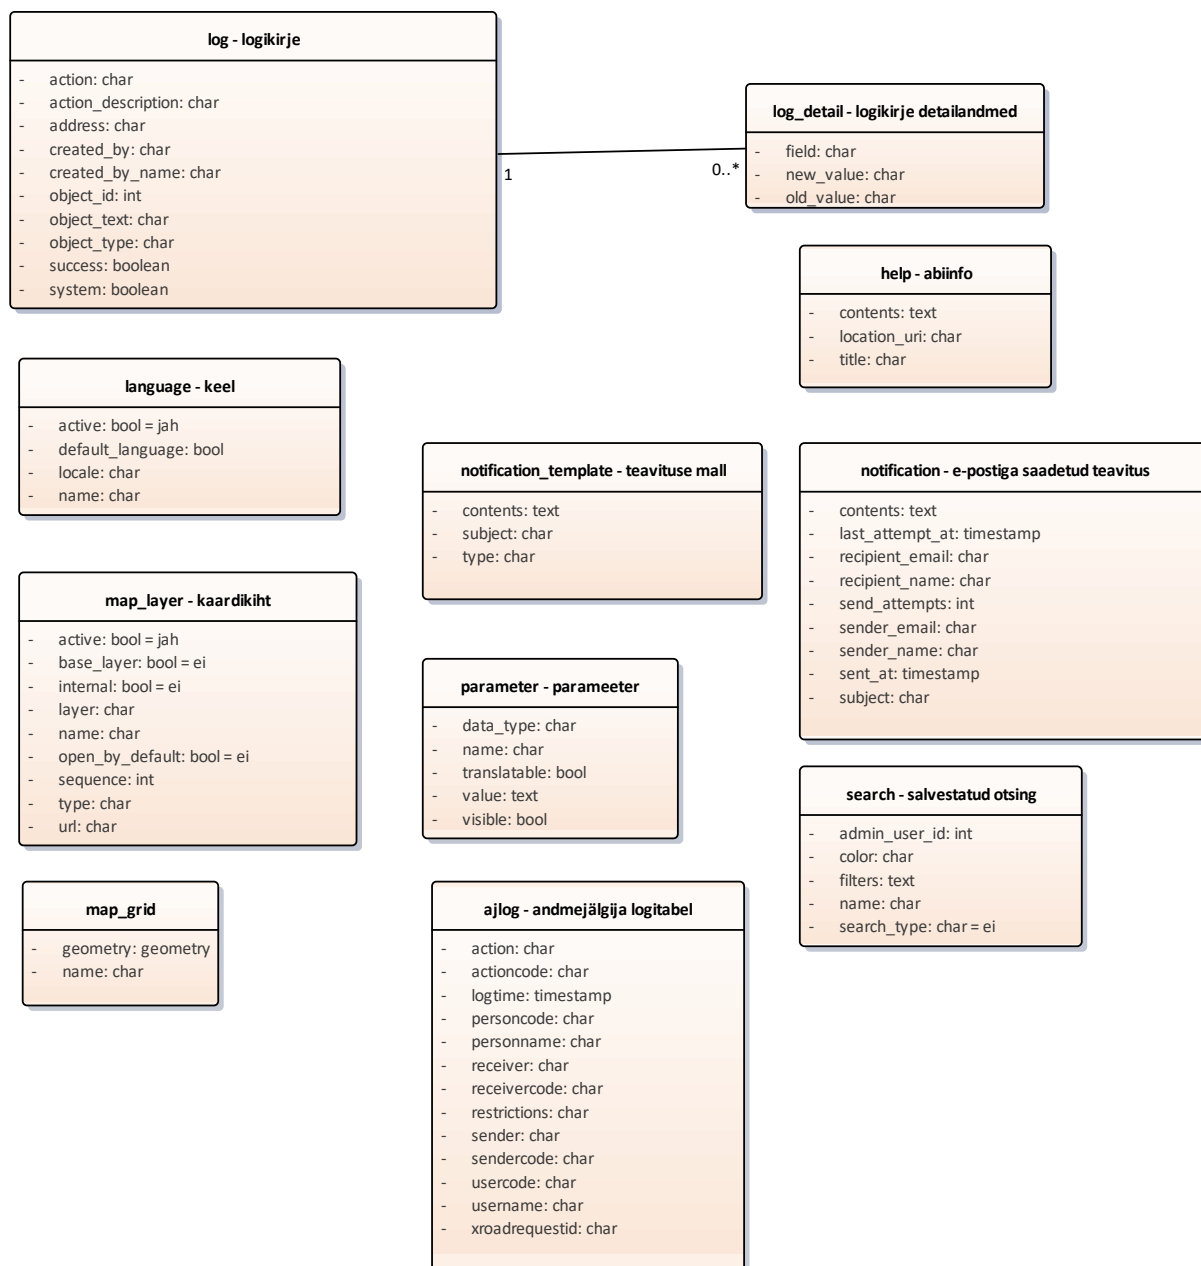 log - logikirje
- action: char
- action_description: char
- address: char
- created_by: char
- created_by_name: char
- object_id: int
- object_text: char
- object_type: char
- success: boolean
- system: boolean
1
0..*
log_detail - logikirje detailandmed
- field: char
- new_value: char
- old_value: char
help - abiinfo
- contents: text
- location_uri: char
- title: char
language - keel
- active: bool = jah
- default_language: bool
- locale: char
- name: char
notification_template - teavituse mall
- contents: text
- subject: char
- type: char
notification - e-postiga saadetud teavitus
- contents: text
- last_attempt_at: timestamp
- recipient_email: char
- recipient_name: char
- send_attempts: int
- sender_email: char
- sender_name: char
- sent_at: timestamp
- subject: char
map_layer - kaardikiht
- active: bool = jah
- base_layer: bool = ei
- internal: bool = ei
- layer: char
- name: char
- open_by_default: bool = ei
- sequence: int
- type: char
- url: char
parameter - parameeter
- data_type: char
- name: char
- translatable: bool
- value: text
- visible: bool
search - salvestatud otsing
- admin_user_id: int
- color: char
- filters: text
- name: char
- search_type: char = ei
map_grid
- geometry: geometry
- name: char
ajlog - andmejälgija logitabel
- action: char
- actioncode: char
- logtime: timestamp
- personcode: char
- personname: char
- receiver: char
- receivercode: char
- restrictions: char
- sender: char
- sendercode: char
- usercode: char
- username: char
- xroadrequestid: char